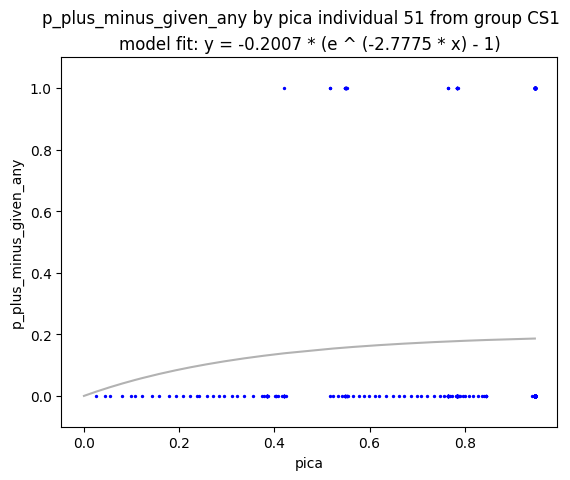 p_plus_minus_given_any by pica individual 51 from group CS1
model fit: y = -0.2007 * (e ^ (-2.7775 * x) - 1)
1.0
0.8
0.6
0.4
0.2
0.0
p_plus_minus_given_any
0.0 0.2 0.4 0.6 0.8
pica